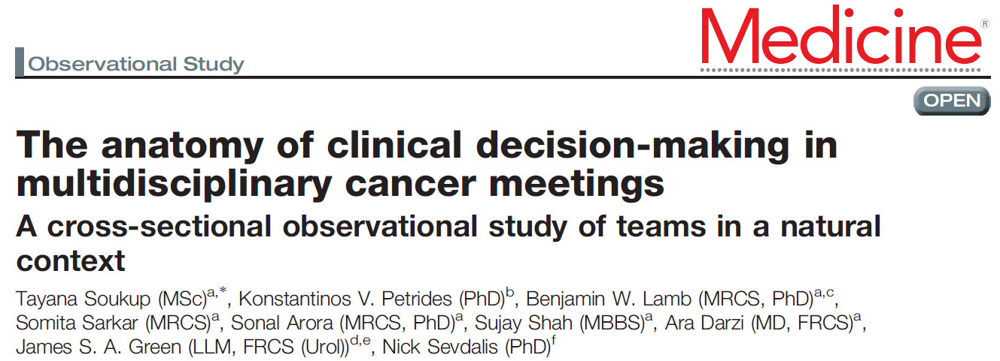 Medicine®
Observational Study
OPEN
The anatomy of clinical decision-making in
multidisciplinary cancer meetings
A cross-sectional observational study of teams in a natural
context
Tayana Soukup (MSc)a,*, Konstantinos V. Petrides (PhD)b, Benjamin W. Lamb (MRCS, PhD)a,c,
Somita Sarkar (MRCS)a, Sonal Arora (MRCS, PhD)a, Sujay Shah (MBBS)a, Ara Darzi (MD, FRCS)a,
James S. A. Green (LLM, FRCS (Urol))d,e, Nick Sevdalis (PhD)f